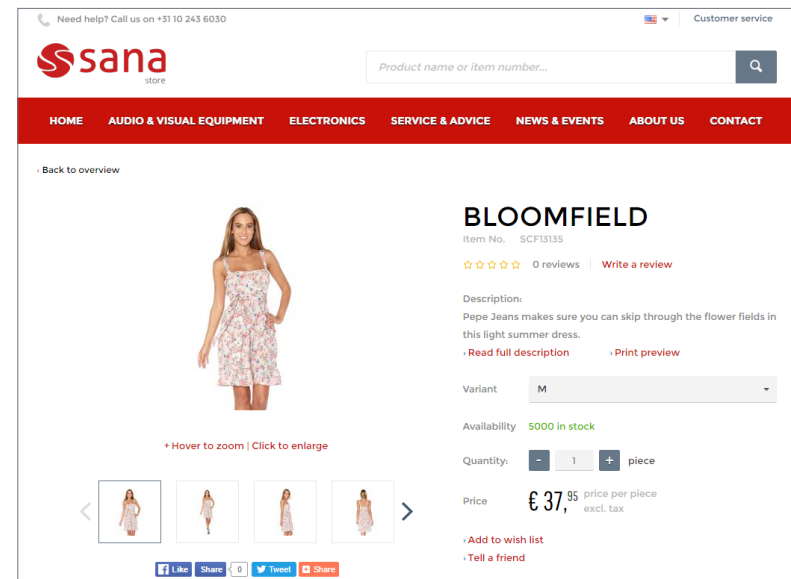 Need help? Call us on +31 10 243 6030
Customer service
sana
store
Product name or item number...
HOME AUDIO & VISUAL EQUIPMENT ELECTRONICS SERVICE & ADVICE NEWS & EVENTS ABOUT US CONTACT
› Back to overview
BLOOMFIELD
Item No. SCF13135
0 reviews Write a review
Description:
Pepe Jeans makes sure you can skip through the flower fields in
this light summer dress.
› Read full description › Print preview
Variant M
Availability 5000 in stock
+ Hover to zoom | Click to enlarge
Quantity: - 1 + piece
Price € 37,95 price per piece
excl. tax
› Add to wish list
› Tell a friend
f Like Share 0 Tweet + Share